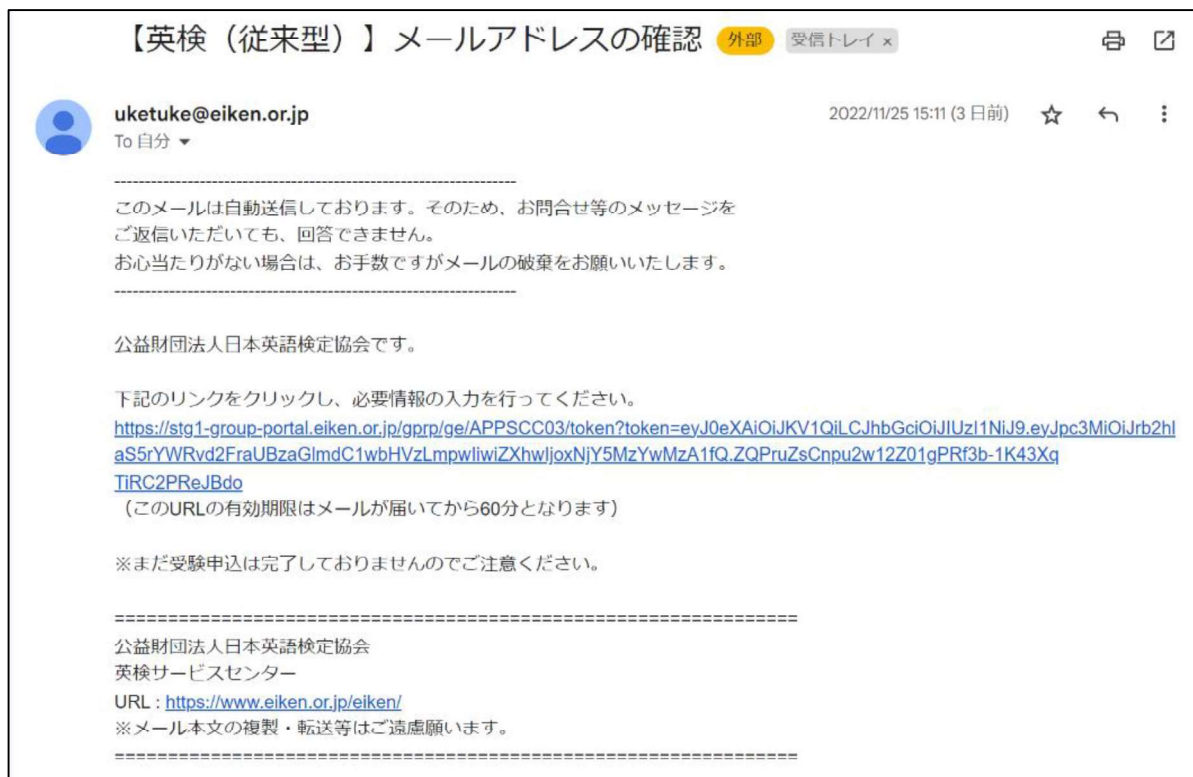 【英検（従来型）】メールアドレスの確認 外部 受信トレイ ×
uketuke@eiken.or.jp 2022/11/25 15:11 (3 日前)
To 自分
-------------------------------------------------------------------
このメールは自動送信しております。そのため、お問合せ等のメッセージを
ご返信いただいても、回答できません。
お心当たりがない場合は、お手数ですがメールの破棄をお願いいたします。
-------------------------------------------------------------------
公益財団法人日本英語検定協会です。
下記のリンクをクリックし、必要情報の入力を行ってください。
https://stg1-group-portal.eiken.or.jp/gprp/ge/APPSCC03/token?token=eyJ0eXAiOiJKV1QiLCJhbGciOiJIUzI1NiJ9.eyJpc3MiOiJrb2hl
aS5rYWRvd2FraUBzaGlmdC1wbHVzLmpwIiwiZXhwIjoxNjY5MzYwMzA1fQ.ZQPruZsCnpu2w12Z01gPRf3b-1K43Xq
TiRC2PReJBdo
（このURLの有効期限はメールが届いてから60分となります）
※まだ受験申込は完了しておりませんのでご注意ください。
================================================================
公益財団法人日本英語検定協会
英検サービスセンター
URL : https://www.eiken.or.jp/eiken/
※メール本文の複製・転送等はご遠慮願います。
================================================================